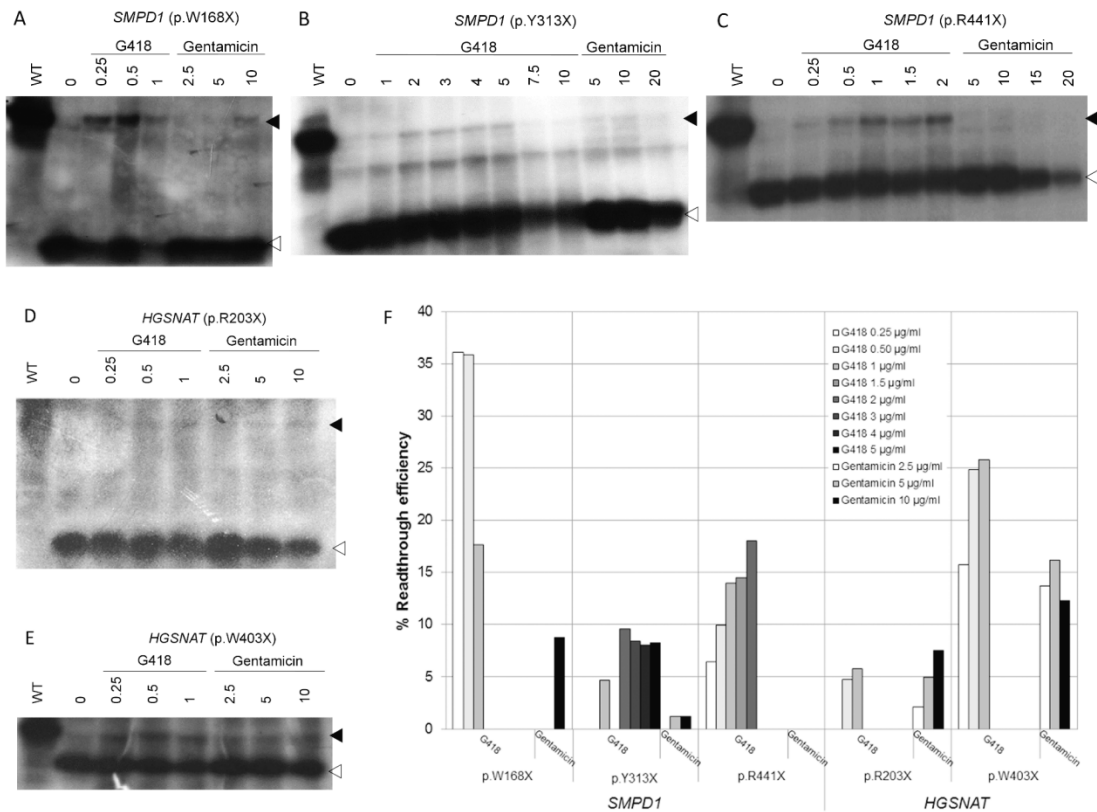 A
SMPD1 (p.W168X)
G418 Gentamicin
WT 0 0.25 0.5 1 2.5 5 10
B
SMPD1 (p.Y313X)
G418 Gentamicin
WT 0 1 2 3 4 5 7.5 10 5 10 20
C
SMPD1 (p.R441X)
G418 Gentamicin
WT 0 0.25 0.5 1 1.5 2 5 10 15 20
D
HGSNAT (p.R203X)
G418 Gentamicin
WT 0 0.25 0.5 1 2.5 5 10
E
HGSNAT (p.W403X)
G418 Gentamicin
WT 0 0.25 0.5 1 2.5 5 10
F
% Readthrough efficiency
40
35
30
25
20
15
10
5
0
G418 0.25 µg/ml
G418 0.50 µg/ml
G418 1 µg/ml
G418 1.5 µg/ml
G418 2 µg/ml
G418 3 µg/ml
G418 4 µg/ml
G418 5 µg/ml
Gentamicin 2.5 µg/ml
Gentamicin 5 µg/ml
Gentamicin 10 µg/ml
G418 Gentamicin G418 Gentamicin G418 Gentamicin G418 Gentamicin G418 Gentamicin
p.W168X p.Y313X p.R441X p.R203X p.W403X
SMPD1 HGSNAT